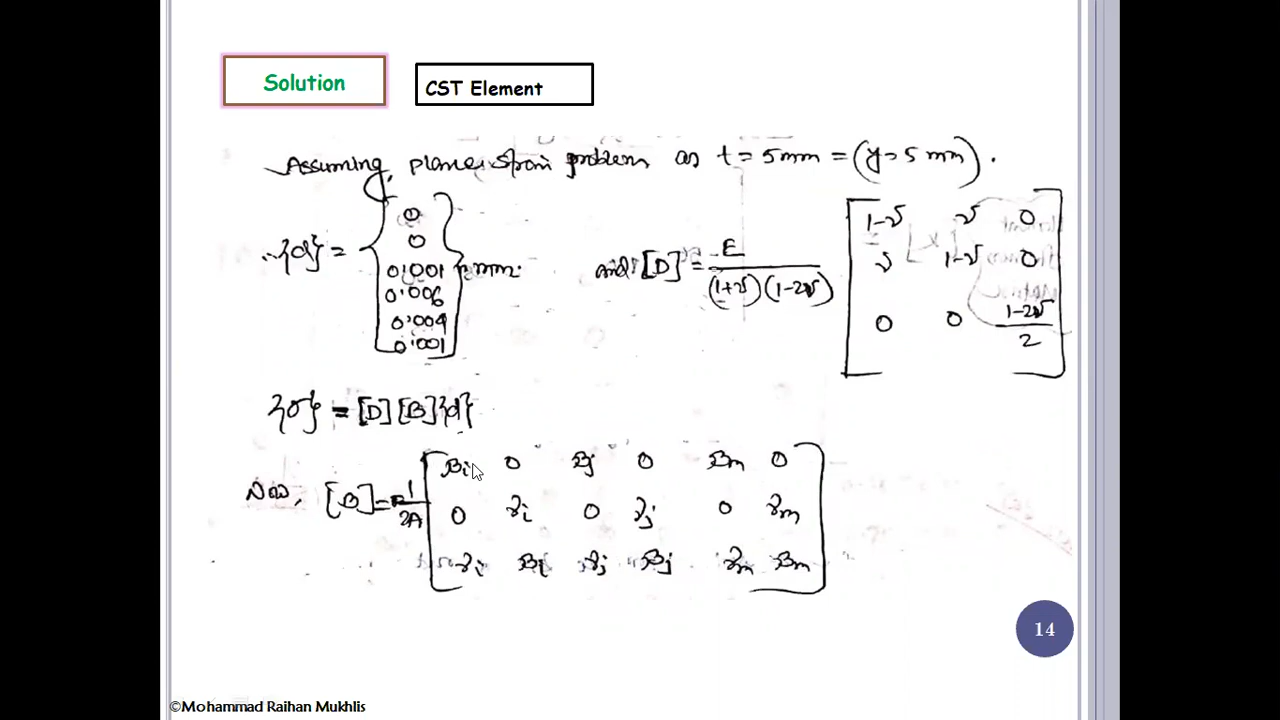 Solution
CST Element
Assuming, plane strain problem as t = 5mm = (y = 5 mm).
∴ {d} = {0 0 0.001 0.006 0.004 0.001} mm. and [D] = E/((1+ν)(1-2ν)) [1-ν ν 0
ν 1-ν 0
0 0 (1-2ν)/2]
{σ} = [D][B]{d}
Now, [B] = 1/2A [βi 0 βj 0 βm 0
0 γi 0 γj 0 γm
γi βi γj βj γm βm]
14
©Mohammad Raihan Mukhlis